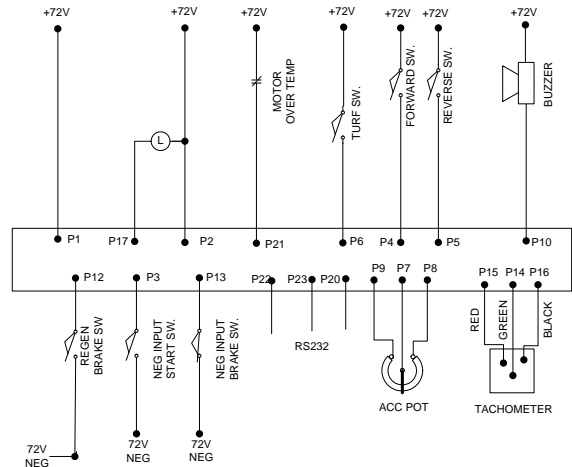 +72V +72V +72V +72V +72V +72V +72V
MOTOR
OVER TEMP
TURF SW.
FORWARD SW.
REVERSE SW.
BUZZER
L
P1 P17 P2 P21 P6 P4 P5 P10
P12 P3 P13 P22 P23 P20 P9 P7 P8 P15 P14 P16
REGEN
BRAKE SW
NEG INPUT
START SW.
NEG INPUT
BRAKE SW.
RS232
RED
GREEN
BLACK
ACC POT
TACHOMETER
72V
NEG
72V
NEG
72V
NEG